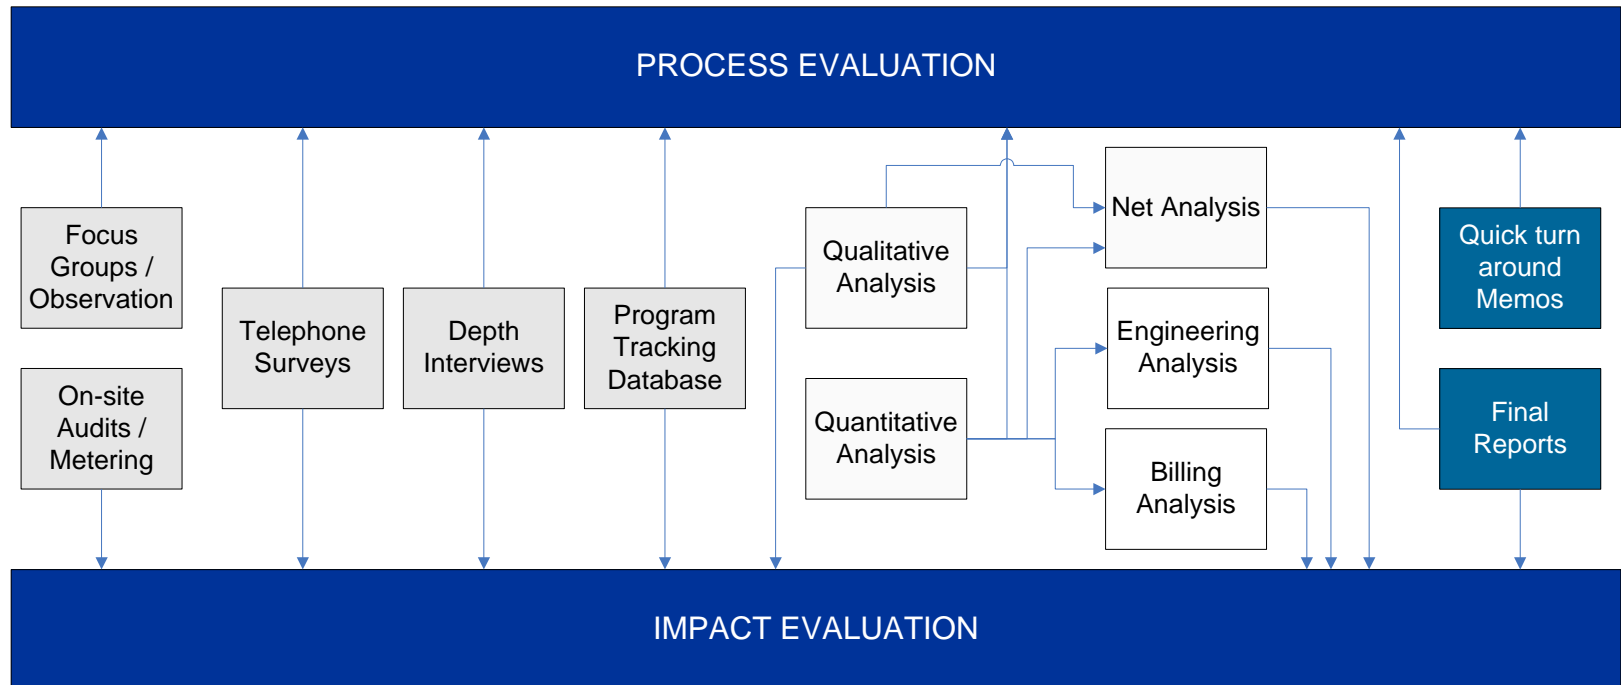 PROCESS EVALUATION
Focus
Groups /
Observation
On-site
Audits /
Metering
Telephone
Surveys
Depth
Interviews
Program
Tracking
Database
Qualitative
Analysis
Quantitative
Analysis
Net Analysis
Engineering
Analysis
Billing
Analysis
Quick turn
around
Memos
Final
Reports
IMPACT EVALUATION